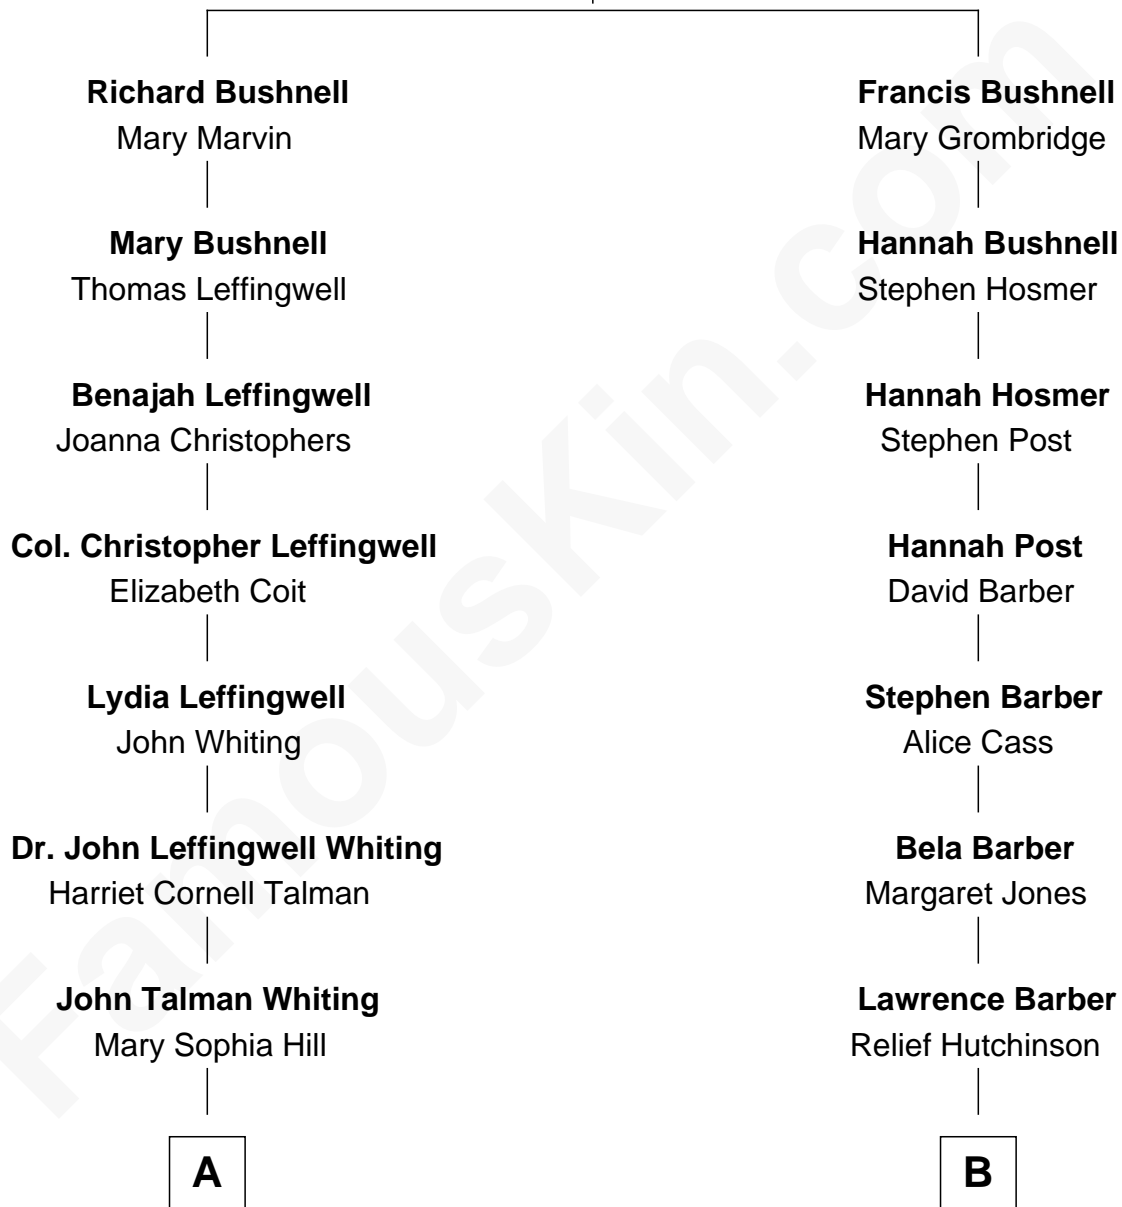 Richard Bushnell
Mary Marvin
Francis Bushnell
Mary Grombridge
Mary Bushnell
Thomas Leffingwell
Hannah Bushnell
Stephen Hosmer
Benajah Leffingwell
Joanna Christophers
Hannah Hosmer
Stephen Post
Col. Christopher Leffingwell
Elizabeth Coit
Hannah Post
David Barber
Lydia Leffingwell
John Whiting
Stephen Barber
Alice Cass
Dr. John Leffingwell Whiting
Harriet Cornell Talman
Bela Barber
Margaret Jones
John Talman Whiting
Mary Sophia Hill
Lawrence Barber
Relief Hutchinson
A
B
FamousKin.com